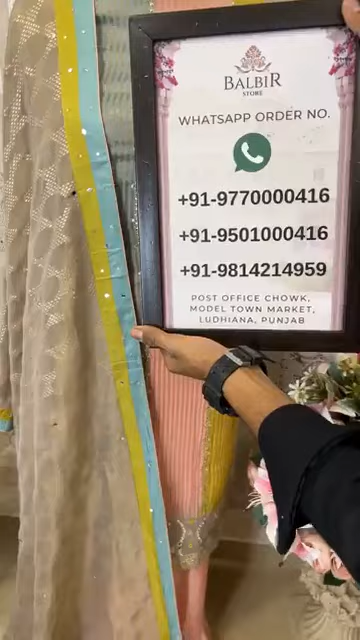 BALBIR
STORE
WHATSAPP ORDER NO.
+91-9770000416
+91-9501000416
+91-9814214959
POST OFFICE CHOWK,
MODEL TOWN MARKET,
LUDHIANA, PUNJAB